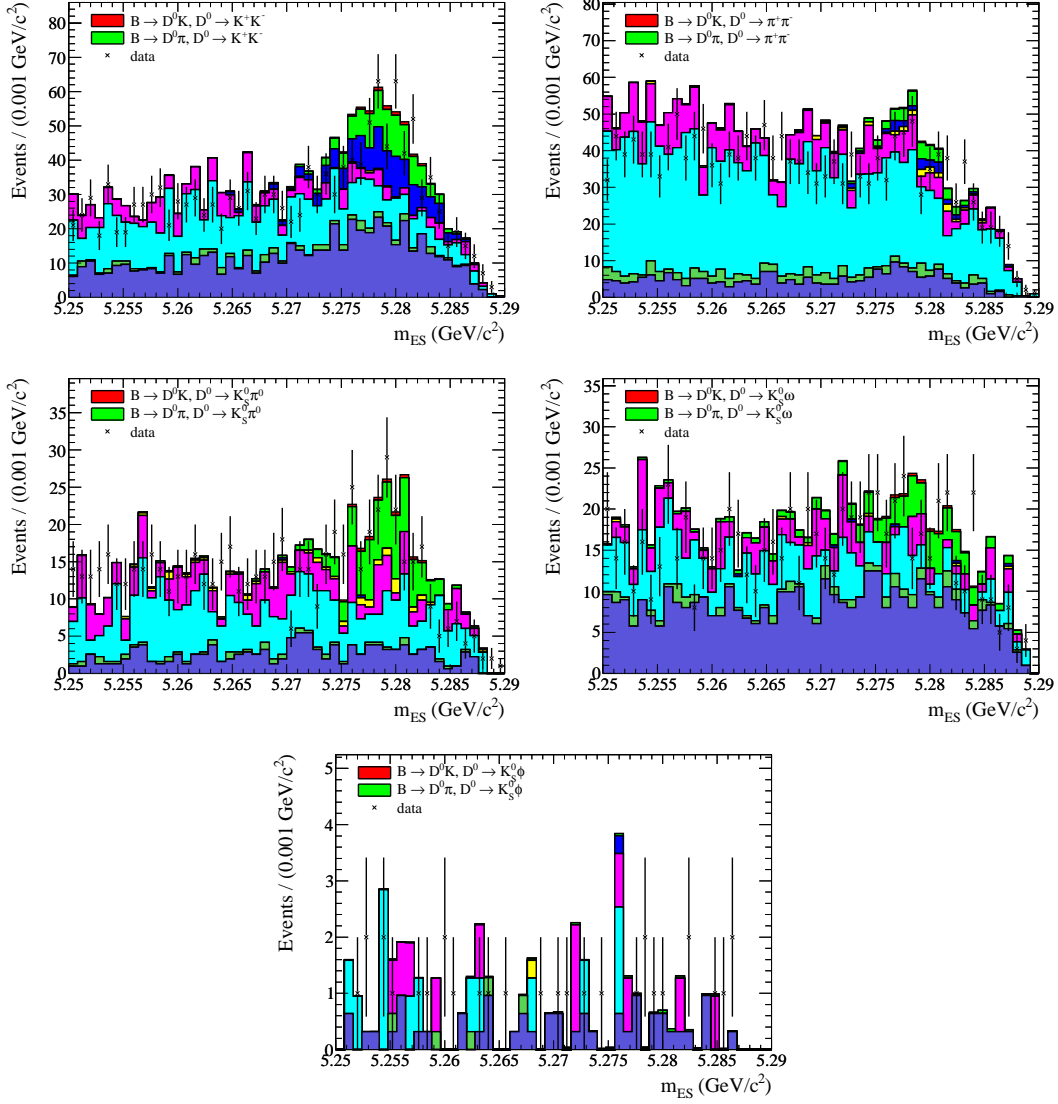 Events / (0.001 GeV/c²)
80
70
60
50
40
30
20
10
0
B → D⁰K, D⁰ → K⁺K⁻
B → D⁰π, D⁰ → K⁺K⁻
data
5.25 5.255 5.26 5.265 5.27 5.275 5.28 5.285 5.29
m_ES (GeV/c²)
Events / (0.001 GeV/c²)
80
70
60
50
40
30
20
10
0
B → D⁰K, D⁰ → π⁺π⁻
B → D⁰π, D⁰ → π⁺π⁻
data
5.25 5.255 5.26 5.265 5.27 5.275 5.28 5.285 5.29
m_ES (GeV/c²)
Events / (0.001 GeV/c²)
35
30
25
20
15
10
5
0
B → D⁰K, D⁰ → K_S⁰π⁰
B → D⁰π, D⁰ → K_S⁰π⁰
data
5.25 5.255 5.26 5.265 5.27 5.275 5.28 5.285 5.29
m_ES (GeV/c²)
Events / (0.001 GeV/c²)
35
30
25
20
15
10
5
0
B → D⁰K, D⁰ → K_S⁰ω
B → D⁰π, D⁰ → K_S⁰ω
data
5.25 5.255 5.26 5.265 5.27 5.275 5.28 5.285 5.29
m_ES (GeV/c²)
Events / (0.001 GeV/c²)
5
4
3
2
1
0
B → D⁰K, D⁰ → K_S⁰ϕ
B → D⁰π, D⁰ → K_S⁰ϕ
data
5.25 5.255 5.26 5.265 5.27 5.275 5.28 5.285 5.29
m_ES (GeV/c²)